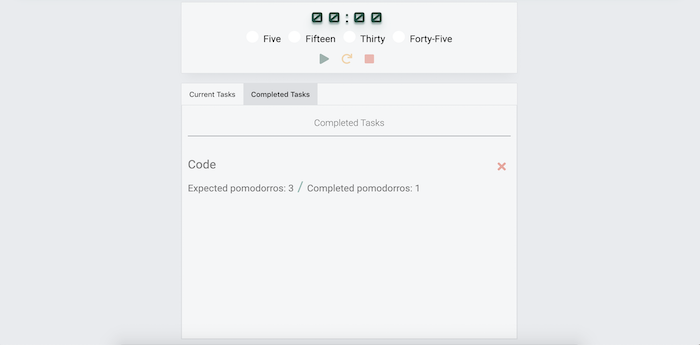 00:00
Five Fifteen Thirty Forty-Five
Current Tasks Completed Tasks
Completed Tasks
Code
Expected pomodorros: 3 / Completed pomodorros: 1